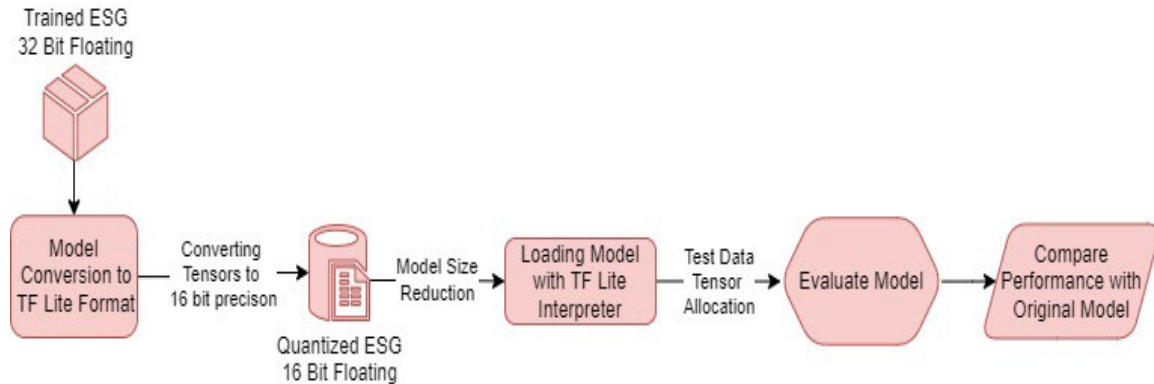 Trained ESG
32 Bit Floating
Model
Conversion to
TF Lite Format
Converting
Tensors to
16 bit precison
Quantized ESG
16 Bit Floating
Model Size
Reduction
Loading Model
with TF Lite
Interpreter
Test Data
Tensor
Allocation
Evaluate Model
Compare
Performance with
Original Model